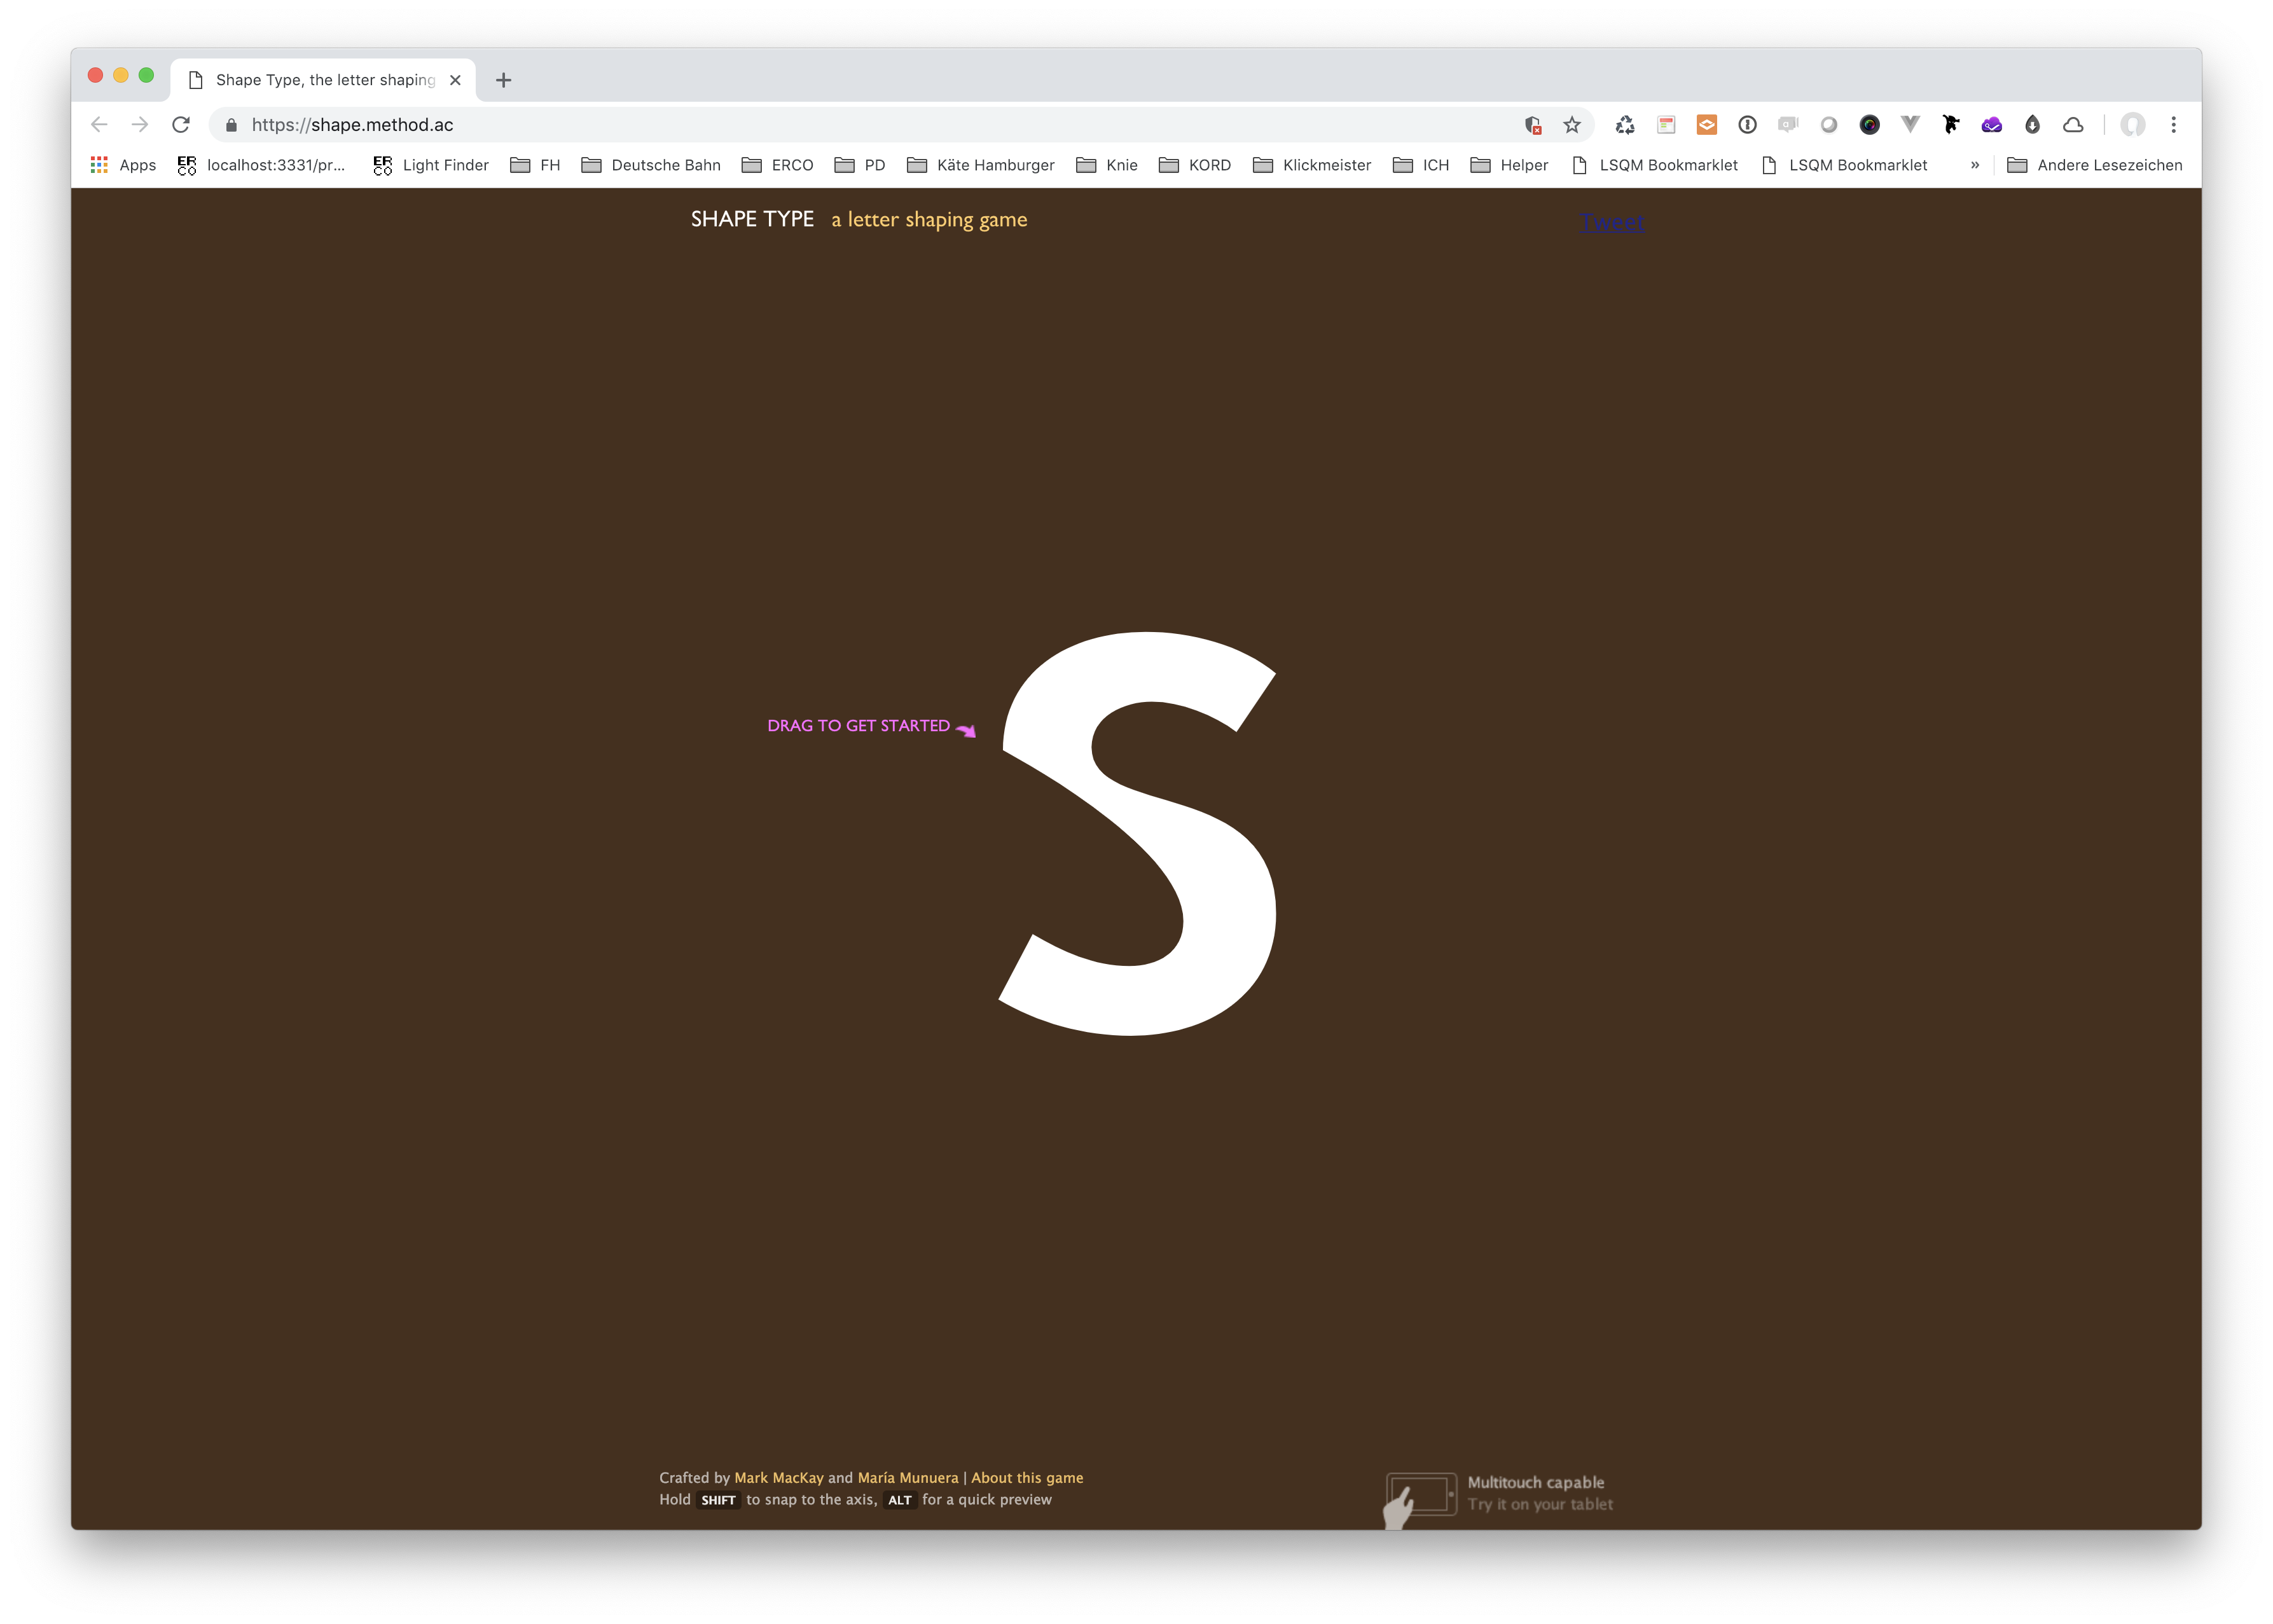 Shape Type, the letter shaping
https://shape.method.ac
Apps ERCO localhost:3331/pr... ERCO Light Finder FH Deutsche Bahn ERCO PD Käte Hamburger Knie KORD Klickmeister ICH Helper LSQM Bookmarklet LSQM Bookmarklet » Andere Lesezeichen
SHAPE TYPE a letter shaping game Tweet
DRAG TO GET STARTED
S
Crafted by Mark MacKay and María Munuera | About this game
Hold SHIFT to snap to the axis, ALT for a quick preview
Multitouch capable
Try it on your tablet